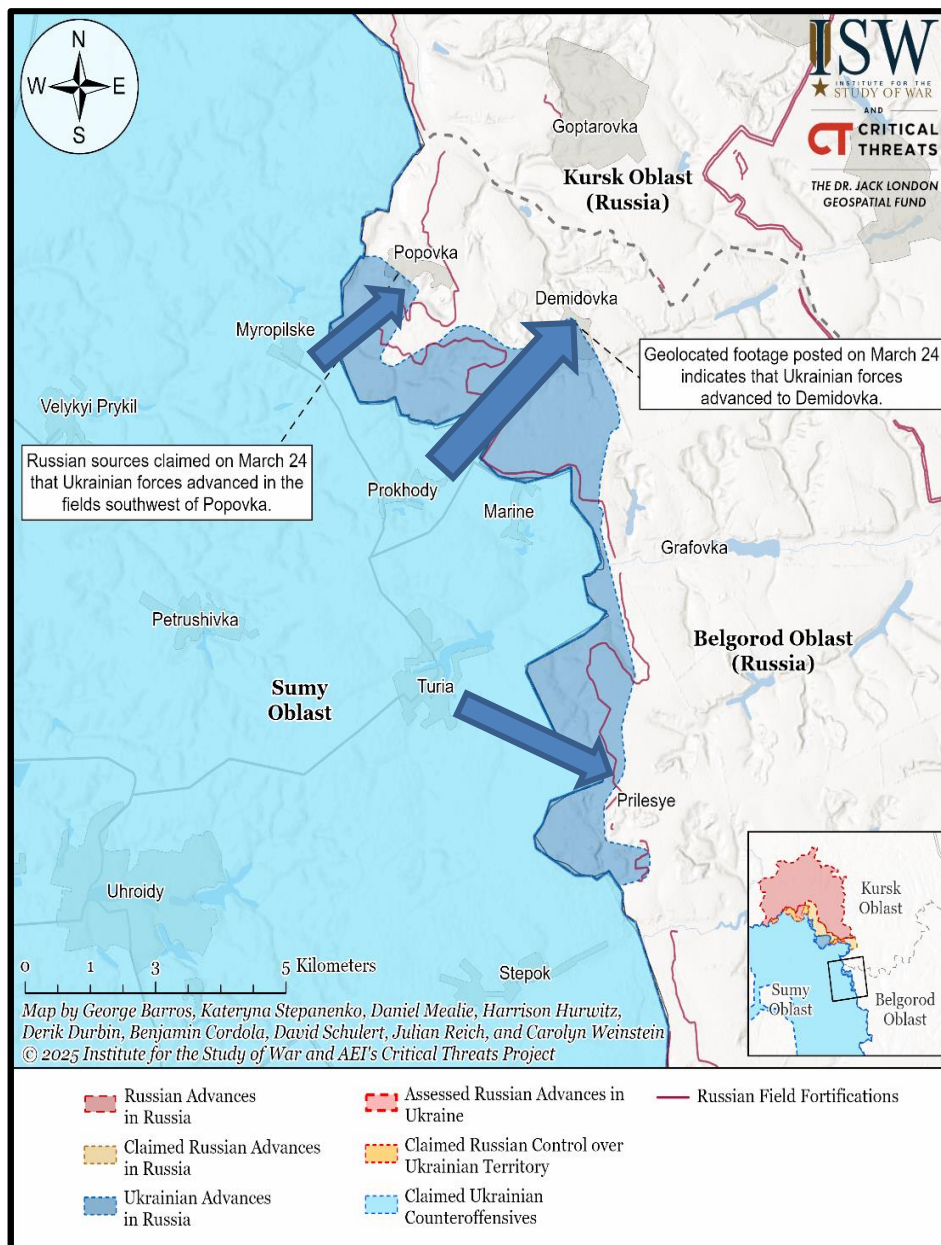 N
W E
S
ISW
INSTITUTE FOR THE
STUDY OF WAR
AND
CT CRITICAL
THREATS
THE DR. JACK LONDON
GEOSPATIAL FUND
Goptarovka
Kursk Oblast
(Russia)
Popovka
Demidovka
Myropilske
Geolocated footage posted on March 24
indicates that Ukrainian forces
advanced to Demidovka.
Velykyi Prykil
Russian sources claimed on March 24
that Ukrainian forces advanced in the
fields southwest of Popovka.
Prokhody
Marine
Grafovka
Petrushivka
Belgorod Oblast
(Russia)
Sumy
Oblast
Turia
Prilesye
Uhroidy
Stepok
0 1 3 5 Kilometers
Kursk
Oblast
Sumy
Oblast
Belgorod
Oblast
Map by George Barros, Kateryna Stepanenko, Daniel Mealie, Harrison Hurwitz,
Derik Durbin, Benjamin Cordola, David Schulert, Julian Reich, and Carolyn Weinstein
© 2025 Institute for the Study of War and AEI's Critical Threats Project
Russian Advances
in Russia
Claimed Russian Advances
in Russia
Ukrainian Advances
in Russia
Assessed Russian Advances in
Ukraine
Claimed Russian Control over
Ukrainian Territory
Claimed Ukrainian
Counteroffensives
Russian Field Fortifications